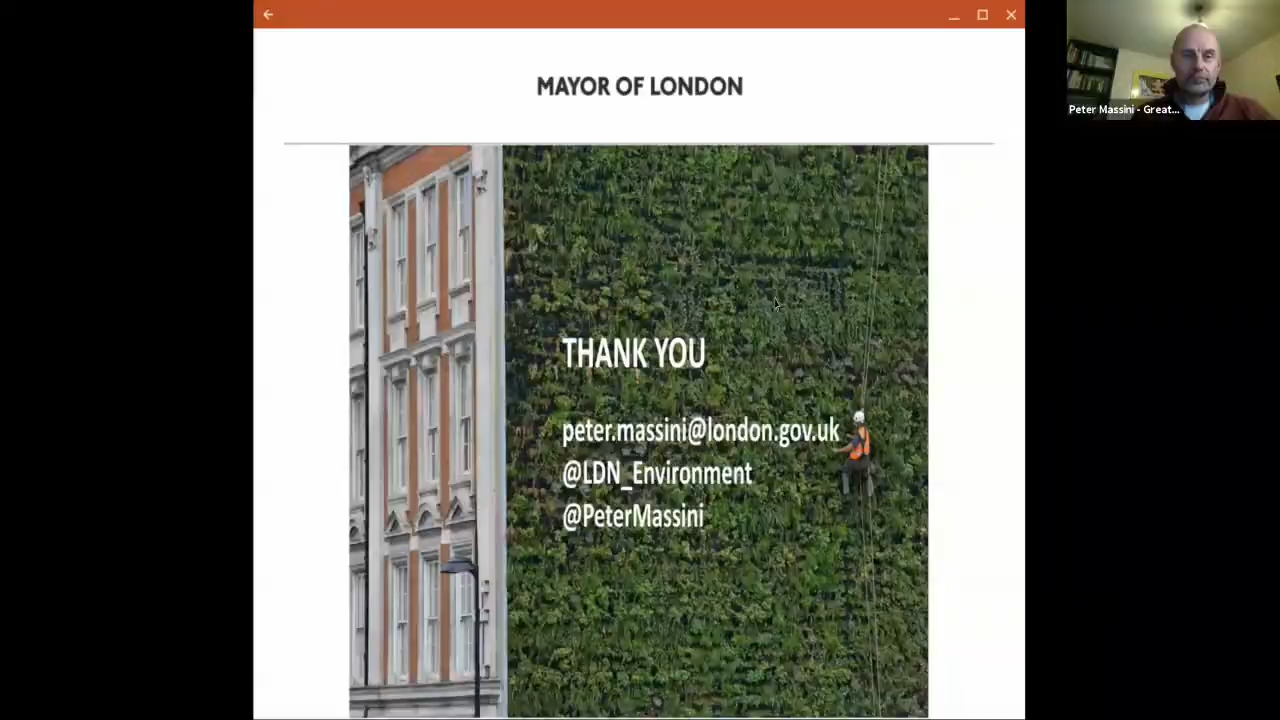 MAYOR OF LONDON
Peter Massini - Great...
THANK YOU
peter.massini@london.gov.uk
@LDN_Environment
@PeterMassini